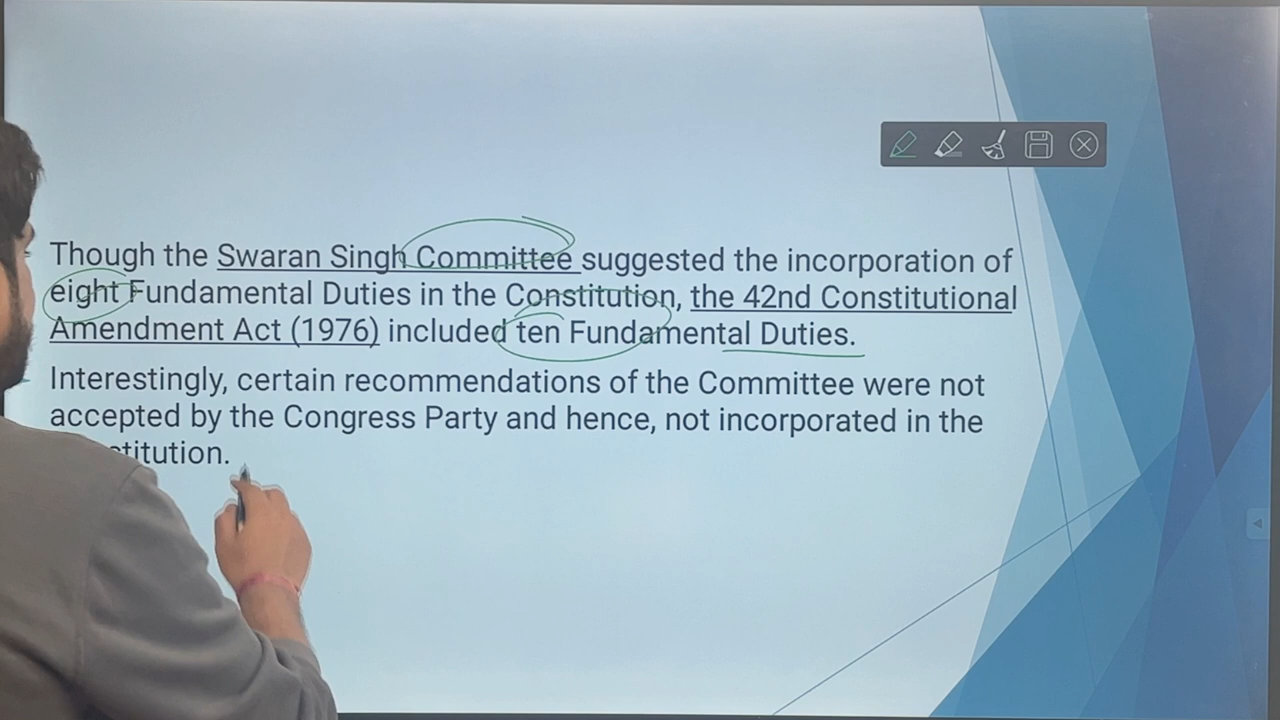 Though the Swaran Singh Committee suggested the incorporation of
eight Fundamental Duties in the Constitution, the 42nd Constitutional
Amendment Act (1976) included ten Fundamental Duties.
Interestingly, certain recommendations of the Committee were not
accepted by the Congress Party and hence, not incorporated in the
titution.